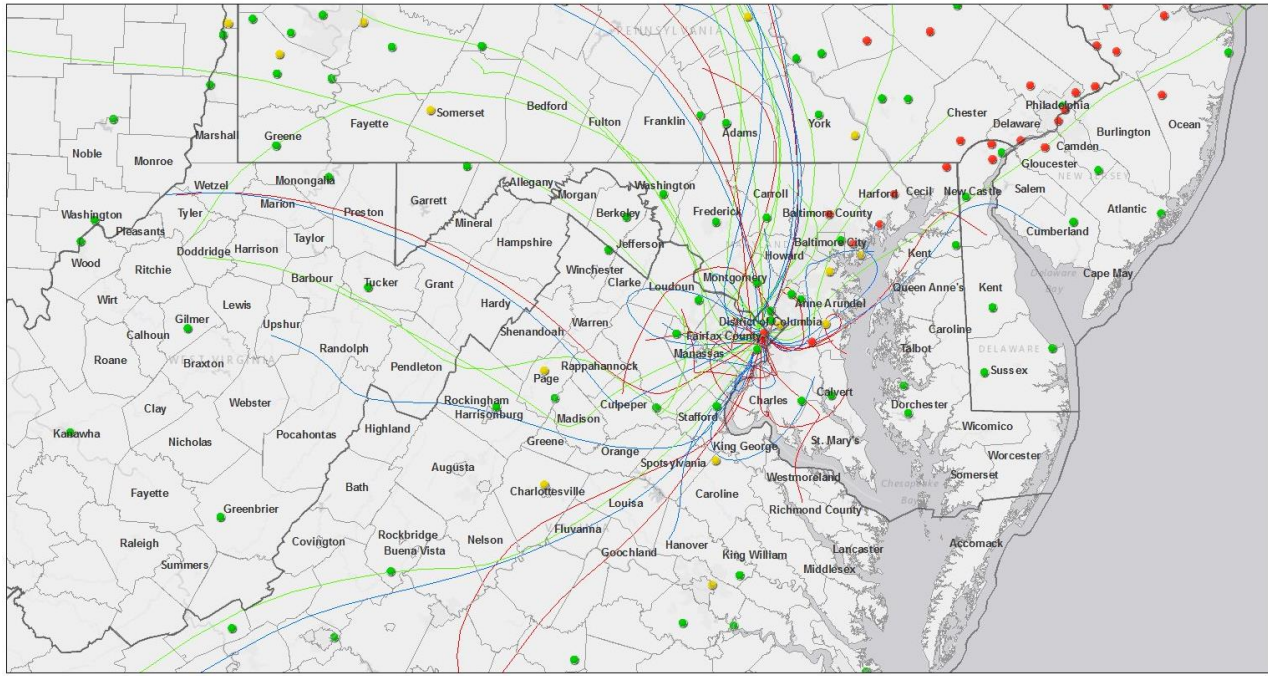 PENNSYLVANIA
Somerset
Bedford
Fulton
Franklin
Adams
York
Chester
Philadelphia
Delaware
Burlington
Ocean
Camden
Gloucester
NEW JERSEY
Fayette
Greene
Marshall
Noble
Monroe
Wetzel
Monongalia
Marion
Preston
Garrett
Allegany
Morgan
Washington
Berkeley
Frederick
Carroll
Baltimore County
Harford
Cecil
New Castle
Salem
Atlantic
Cumberland
Washington
Pleasants
Tyler
Taylor
Mineral
Hampshire
Jefferson
Howard
Baltimore City
Kent
Wood
Ritchie
Doddridge
Harrison
Barbour
Tucker
Grant
Hardy
Winchester
Clarke
Loudoun
Montgomery
Queen Anne's
Kent
Delaware
Bay
Cape May
Wirt
Lewis
Gilmer
Calhoun
Upshur
Randolph
Shenandoah
Warren
Fairfax County
District of Columbia
Anne Arundel
Caroline
Talbot
DELAWARE
Sussex
Roane
WEST VIRGINIA
Braxton
Pendleton
Page
Rappahannock
Manassas
Clay
Webster
Rockingham
Harrisonburg
Madison
Culpeper
Stafford
Charles
Calvert
Dorchester
Wicomico
Kanawha
Nicholas
Pocahontas
Highland
Greene
Orange
King George
St. Mary's
Worcester
Augusta
Spotsylvania
Westmoreland
Somerset
Chesapeake
Bay
Fayette
Greenbrier
Bath
Charlottesville
Louisa
Caroline
Richmond County
Raleigh
Summers
Covington
Rockbridge
Buena Vista
Nelson
Fluvanna
Goochland
Hanover
King William
Lancaster
Middlesex
Accomack